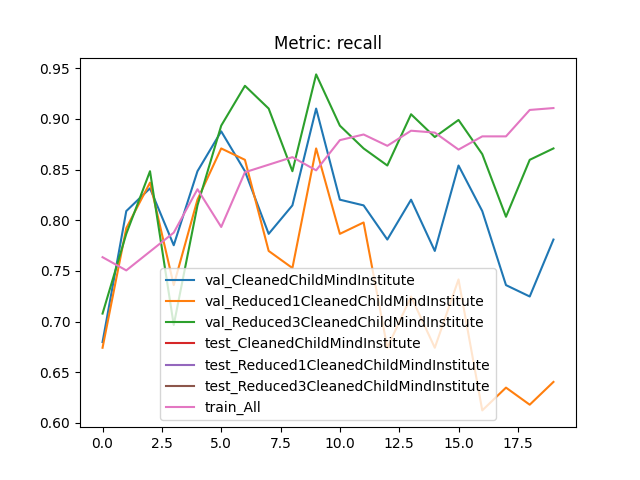 Metric: recall
0.95
0.90
0.85
0.80
0.75
0.70
0.65
0.60
val_CleanedChildMindInstitute
val_Reduced1CleanedChildMindInstitute
val_Reduced3CleanedChildMindInstitute
test_CleanedChildMindInstitute
test_Reduced1CleanedChildMindInstitute
test_Reduced3CleanedChildMindInstitute
train_All
0.0 2.5 5.0 7.5 10.0 12.5 15.0 17.5